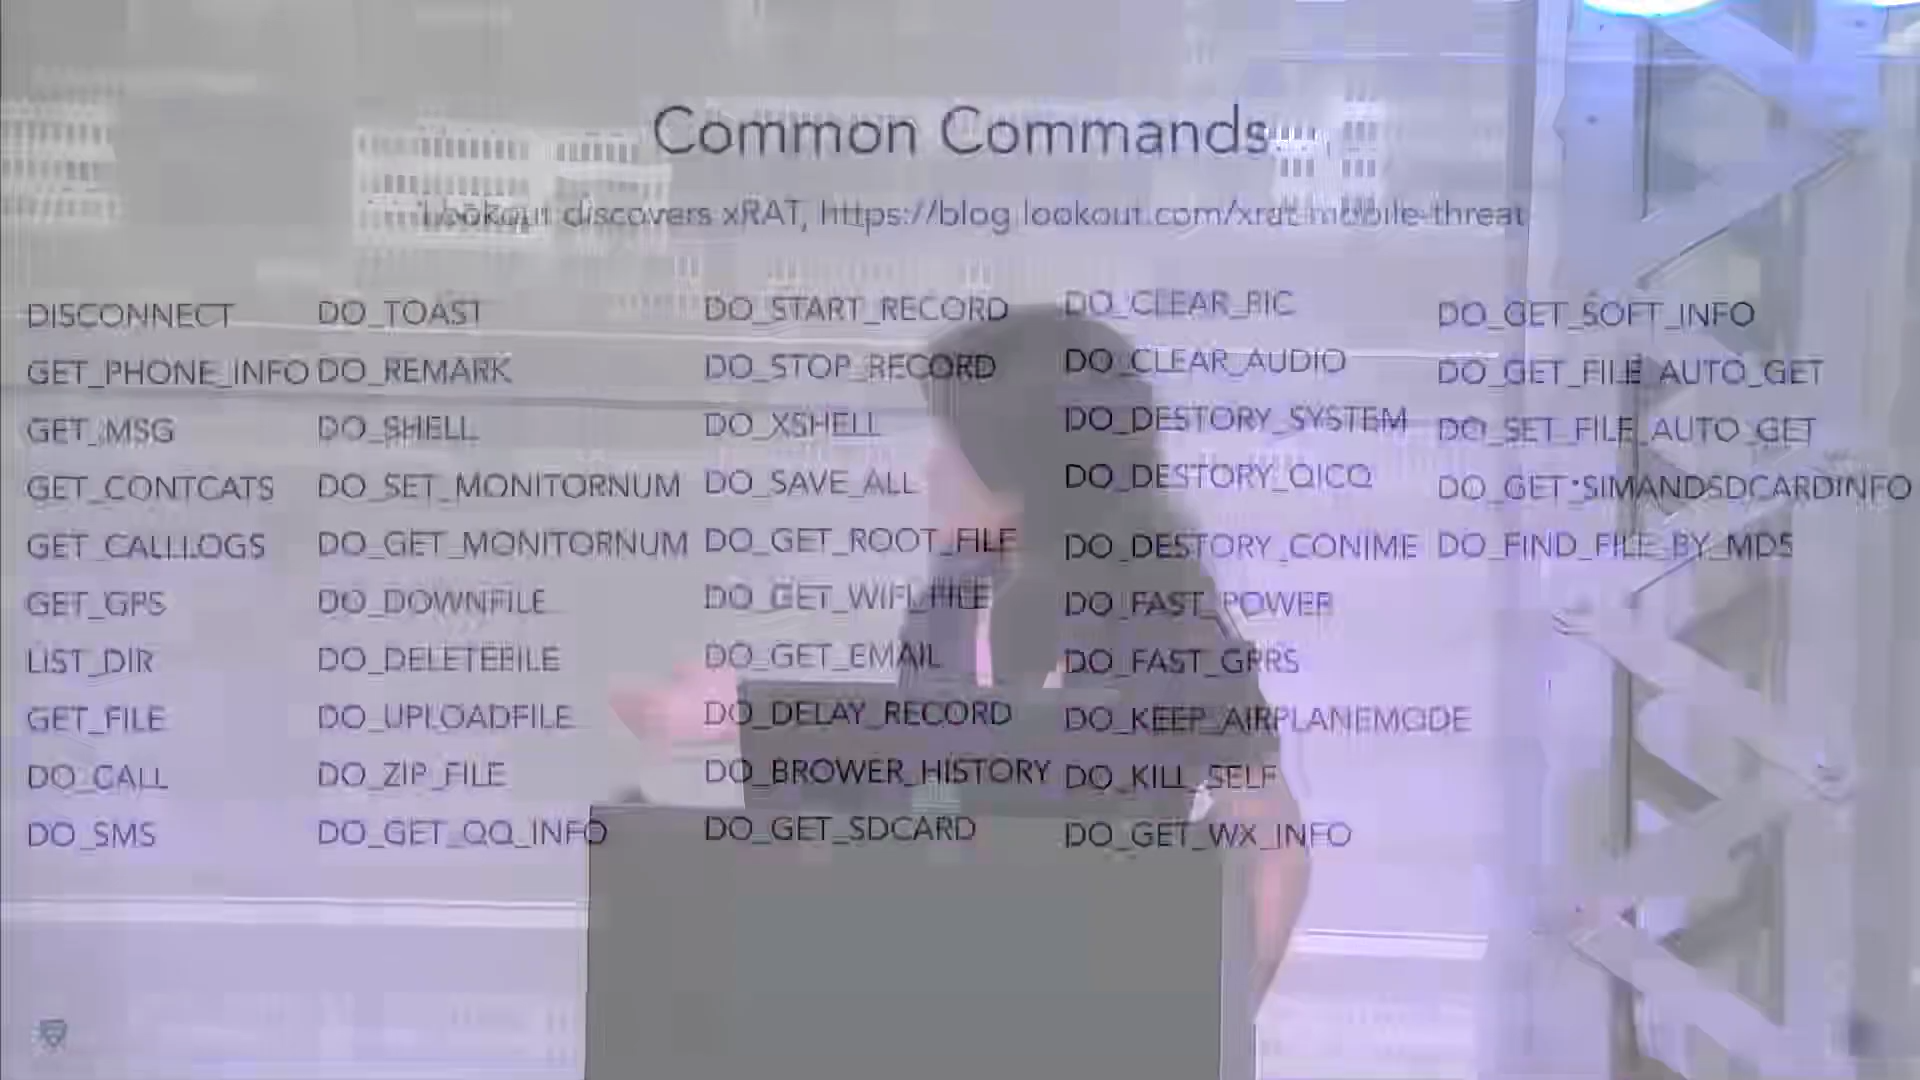 Common Commands
Lookout discovers xRAT, https://blog.lookout.com/xrat-mobile-threat
DISCONNECT
GET_PHONE_INFO
GET_MSG
GET_CONTCATS
GET_CALLLOGS
GET_GPS
LIST_DIR
GET_FILE
DO_CALL
DO_SMS
DO_TOAST
DO_REMARK
DO_SHELL
DO_SET_MONITORNUM
DO_GET_MONITORNUM
DO_DOWNFILE
DO_DELETEFILE
DO_UPLOADFILE
DO_ZIP_FILE
DO_GET_QQ_INFO
DO_START_RECORD
DO_STOP_RECORD
DO_XSHELL
DO_SAVE_ALL
DO_GET_ROOT_FILE
DO_GET_WIFI_FILE
DO_GET_EMAIL
DO_DELAY_RECORD
DO_BROWER_HISTORY
DO_GET_SDCARD
DO_CLEAR_PIC
DO_CLEAR_AUDIO
DO_DESTORY_SYSTEM
DO_DESTORY_QICQ
DO_DESTORY_CONIME
DO_FAST_POWER
DO_FAST_GPRS
DO_KEEP_AIRPLANEMODE
DO_KILL_SELF
DO_GET_WX_INFO
DO_GET_SOFT_INFO
DO_GET_FILE_AUTO_GET
DO_SET_FILE_AUTO_GET
DO_GET_SIMANDSDCARDINFO
DO_FIND_FILE_BY_MD5